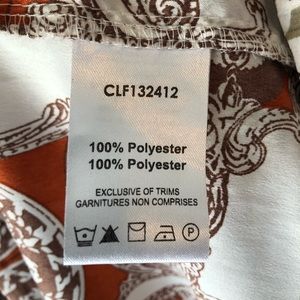 CLF132412
100% Polyester
100% Polyester
EXCLUSIVE OF TRIMS
GARNITURES NON COMPRISES
P